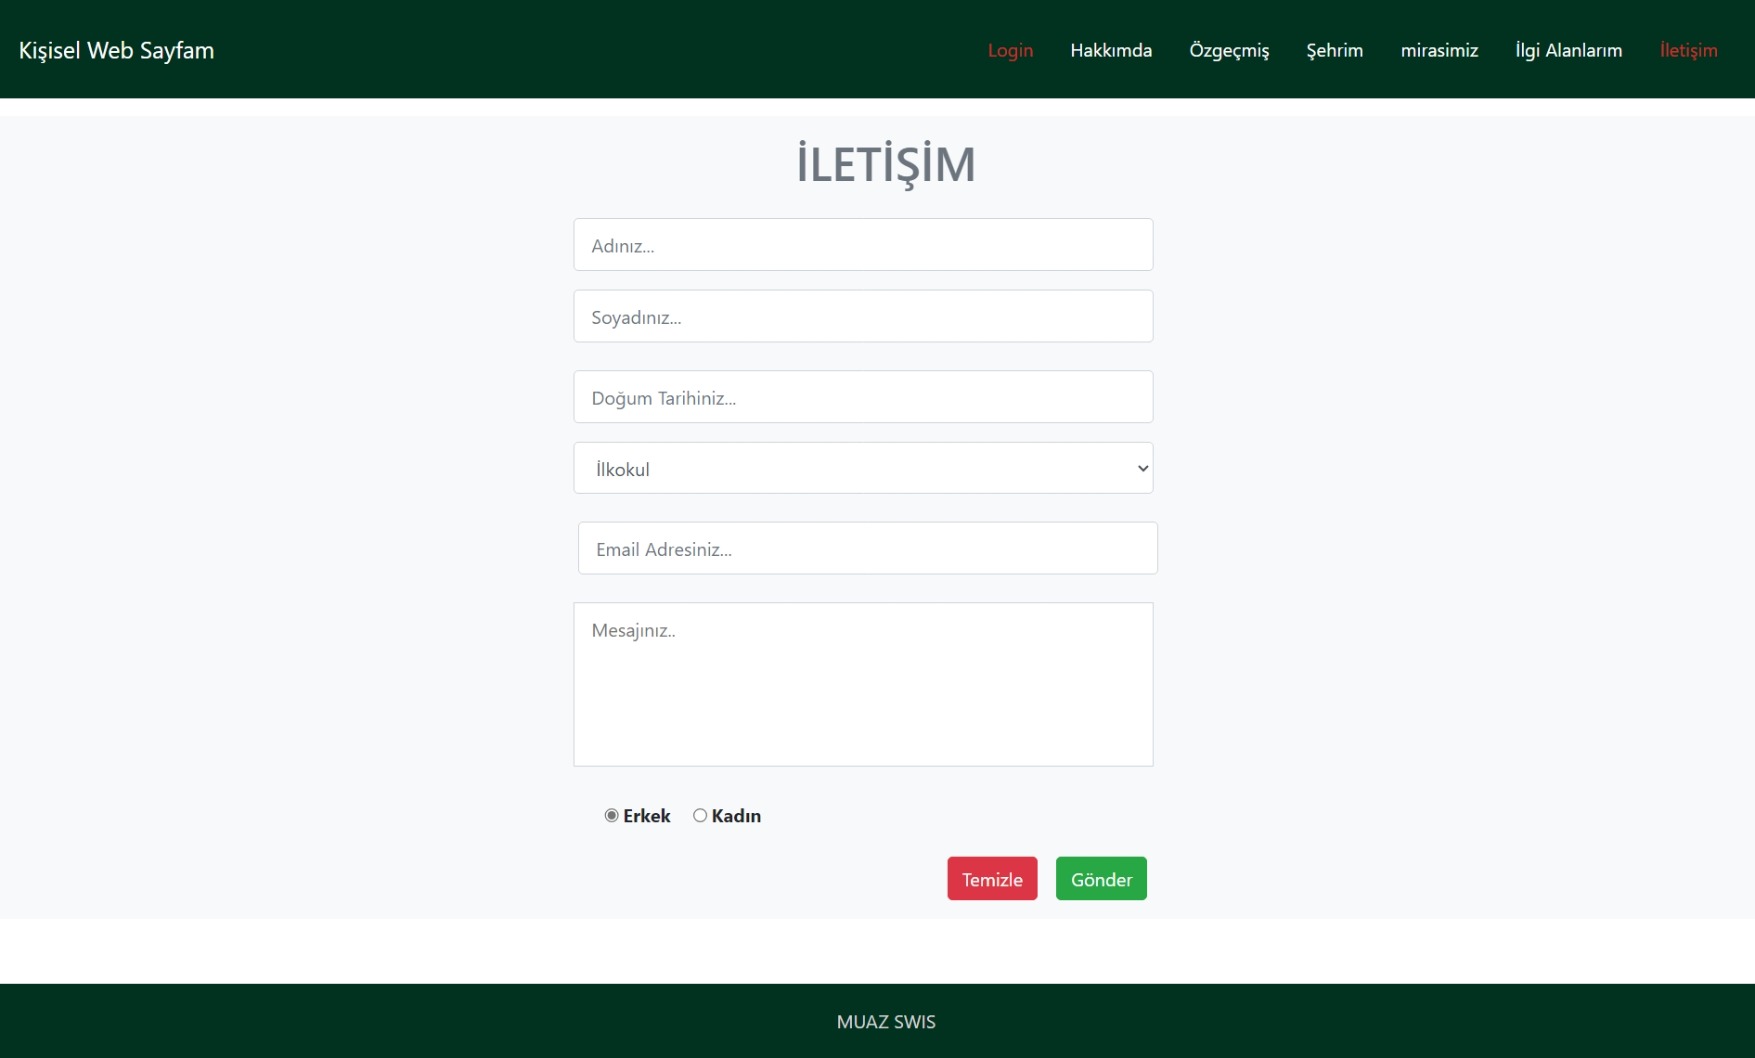 Kişisel Web Sayfam
Login Hakkımda Özgeçmiş Şehrim mirasimiz İlgi Alanlarım İletişim
İLETİŞİM
Adınız...
Soyadınız...
Doğum Tarihiniz...
İlkokul
Email Adresiniz...
Mesajınız..
Erkek Kadın
Temizle Gönder
MUAZ SWIS